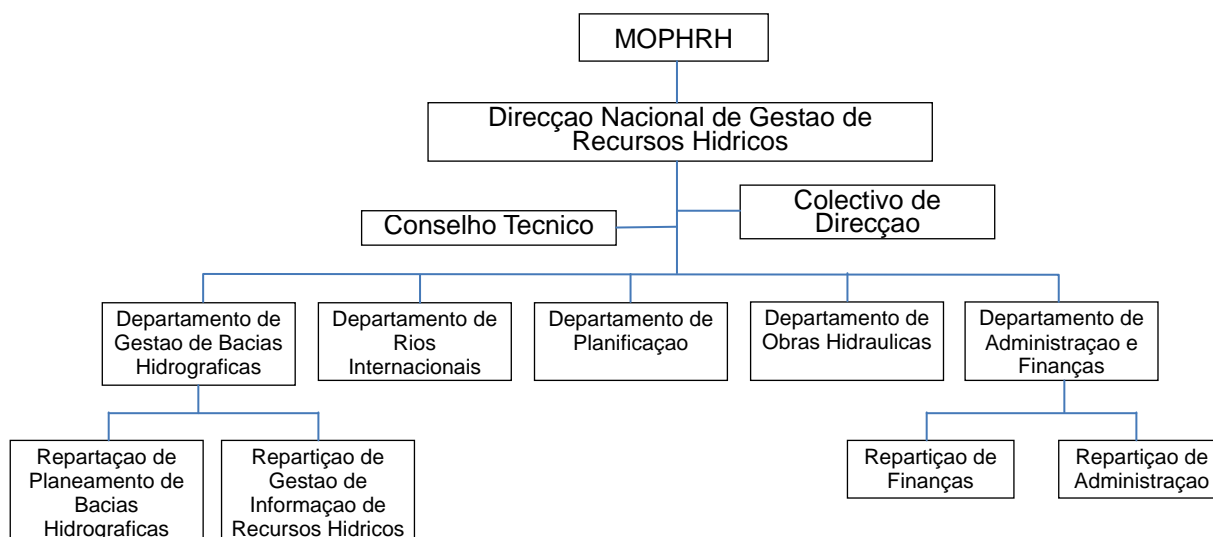 MOPHRH
Direcçao Nacional de Gestao de
Recursos Hidricos
Colectivo de
Direcçao
Conselho Tecnico
Departamento de
Gestao de Bacias
Hidrograficas
Departamento de
Rios
Internacionais
Departamento de
Planificaçao
Departamento de
Obras Hidraulicas
Departamento de
Administraçao e
Finanças
Repartaçao de
Planeamento de
Bacias
Hidrograficas
Repartiçao de
Gestao de
Informaçao de
Recursos Hidricos
Repartiçao de
Finanças
Repartiçao de
Administraçao